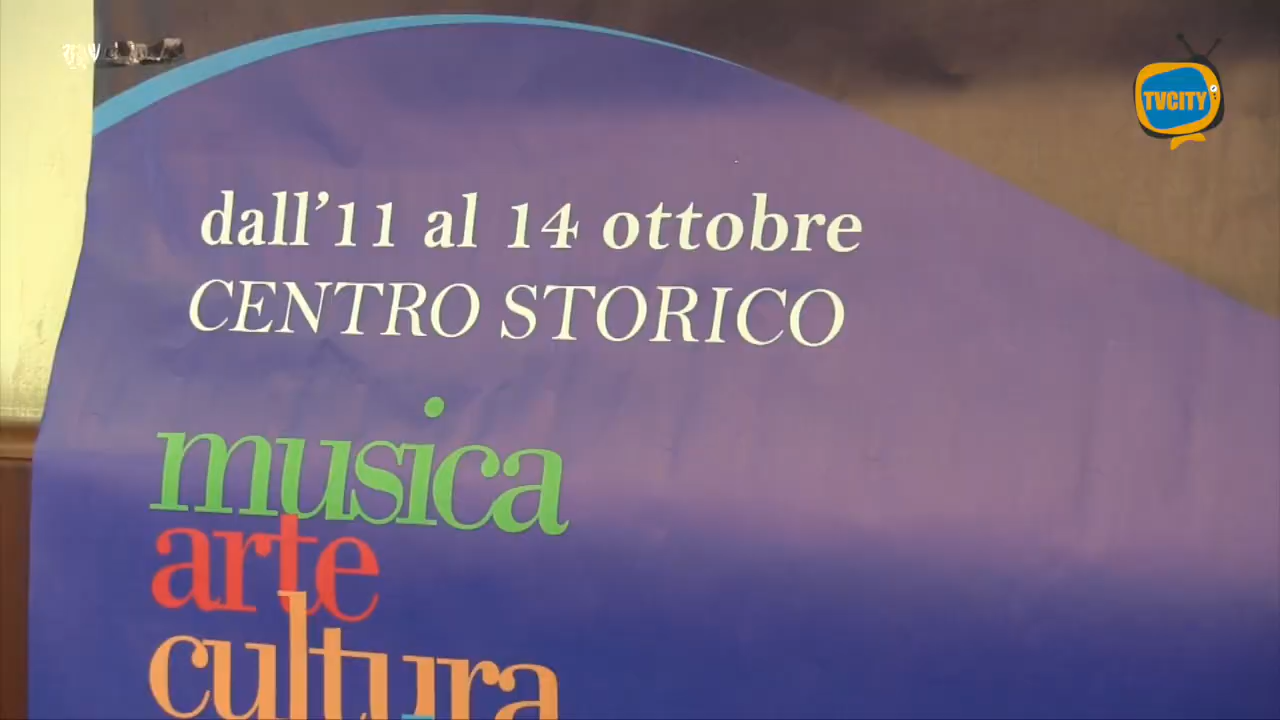 TVCITY
dall'11 al 14 ottobre
CENTRO STORICO
musica
arte
cultura